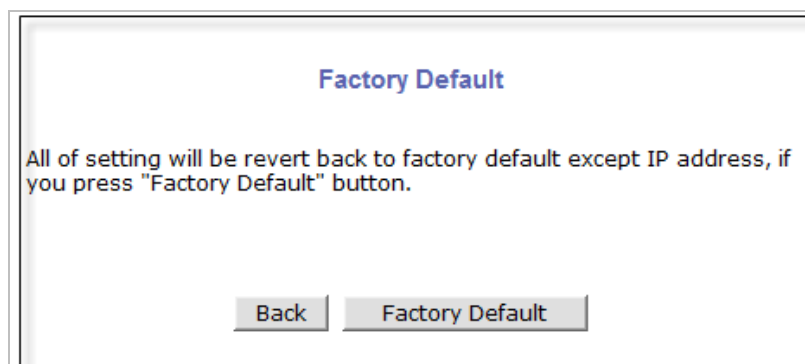 Factory Default
All of setting will be revert back to factory default except IP address, if
you press "Factory Default" button.
Back Factory Default